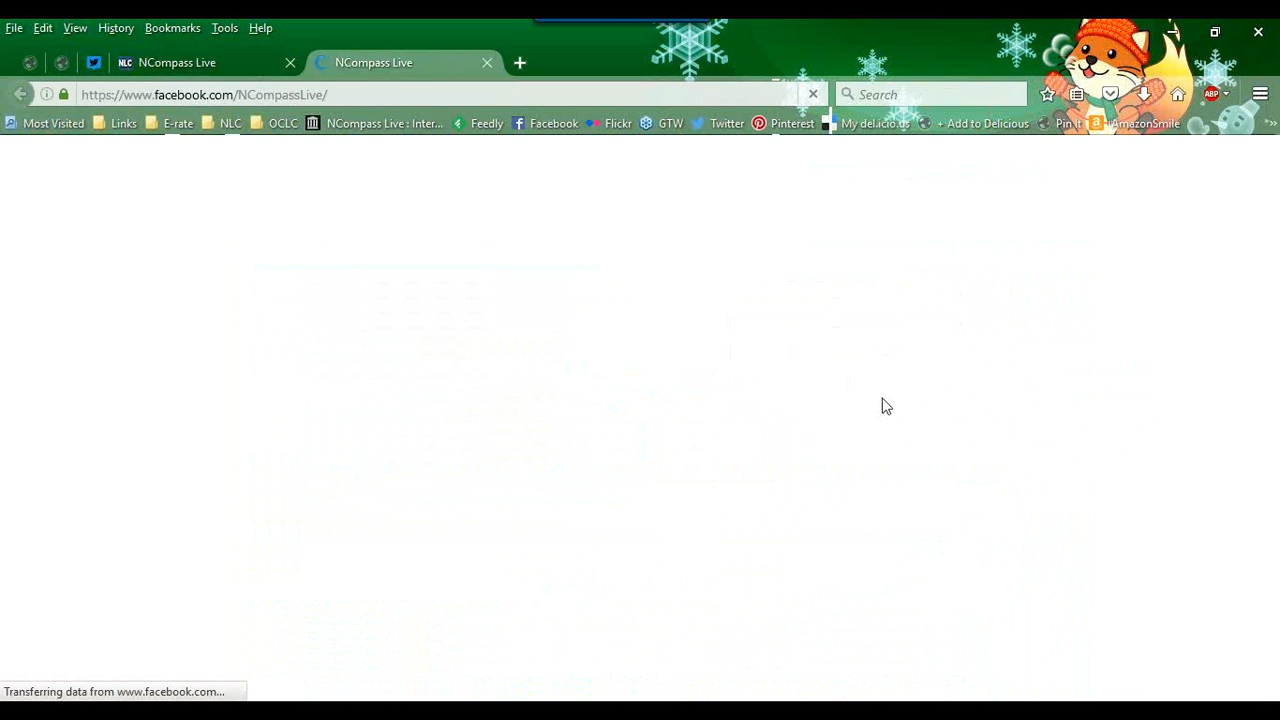 File Edit View History Bookmarks Tools Help
NLC NCompass Live NCompass Live
https://www.facebook.com/NCompassLive/ Search ABP
Most Visited Links E-rate NLC OCLC NCompass Live : Inter... Feedly Facebook Flickr GTW Twitter Pinterest My del.icio.us + Add to Delicious Pin It AmazonSmile
Transferring data from www.facebook.com...